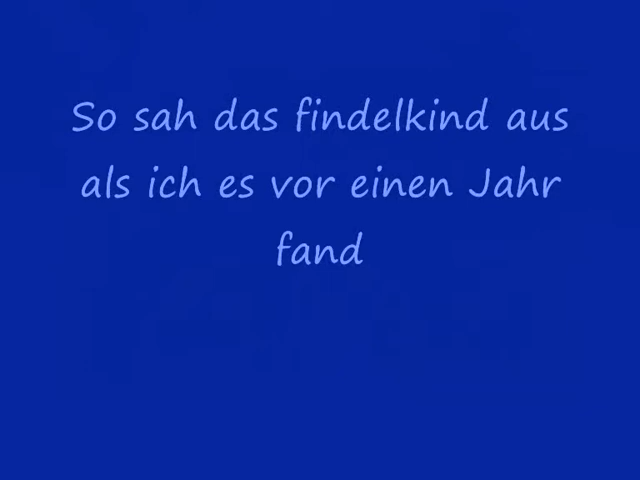 So sah das findelkind aus
als ich es vor einen Jahr
fand